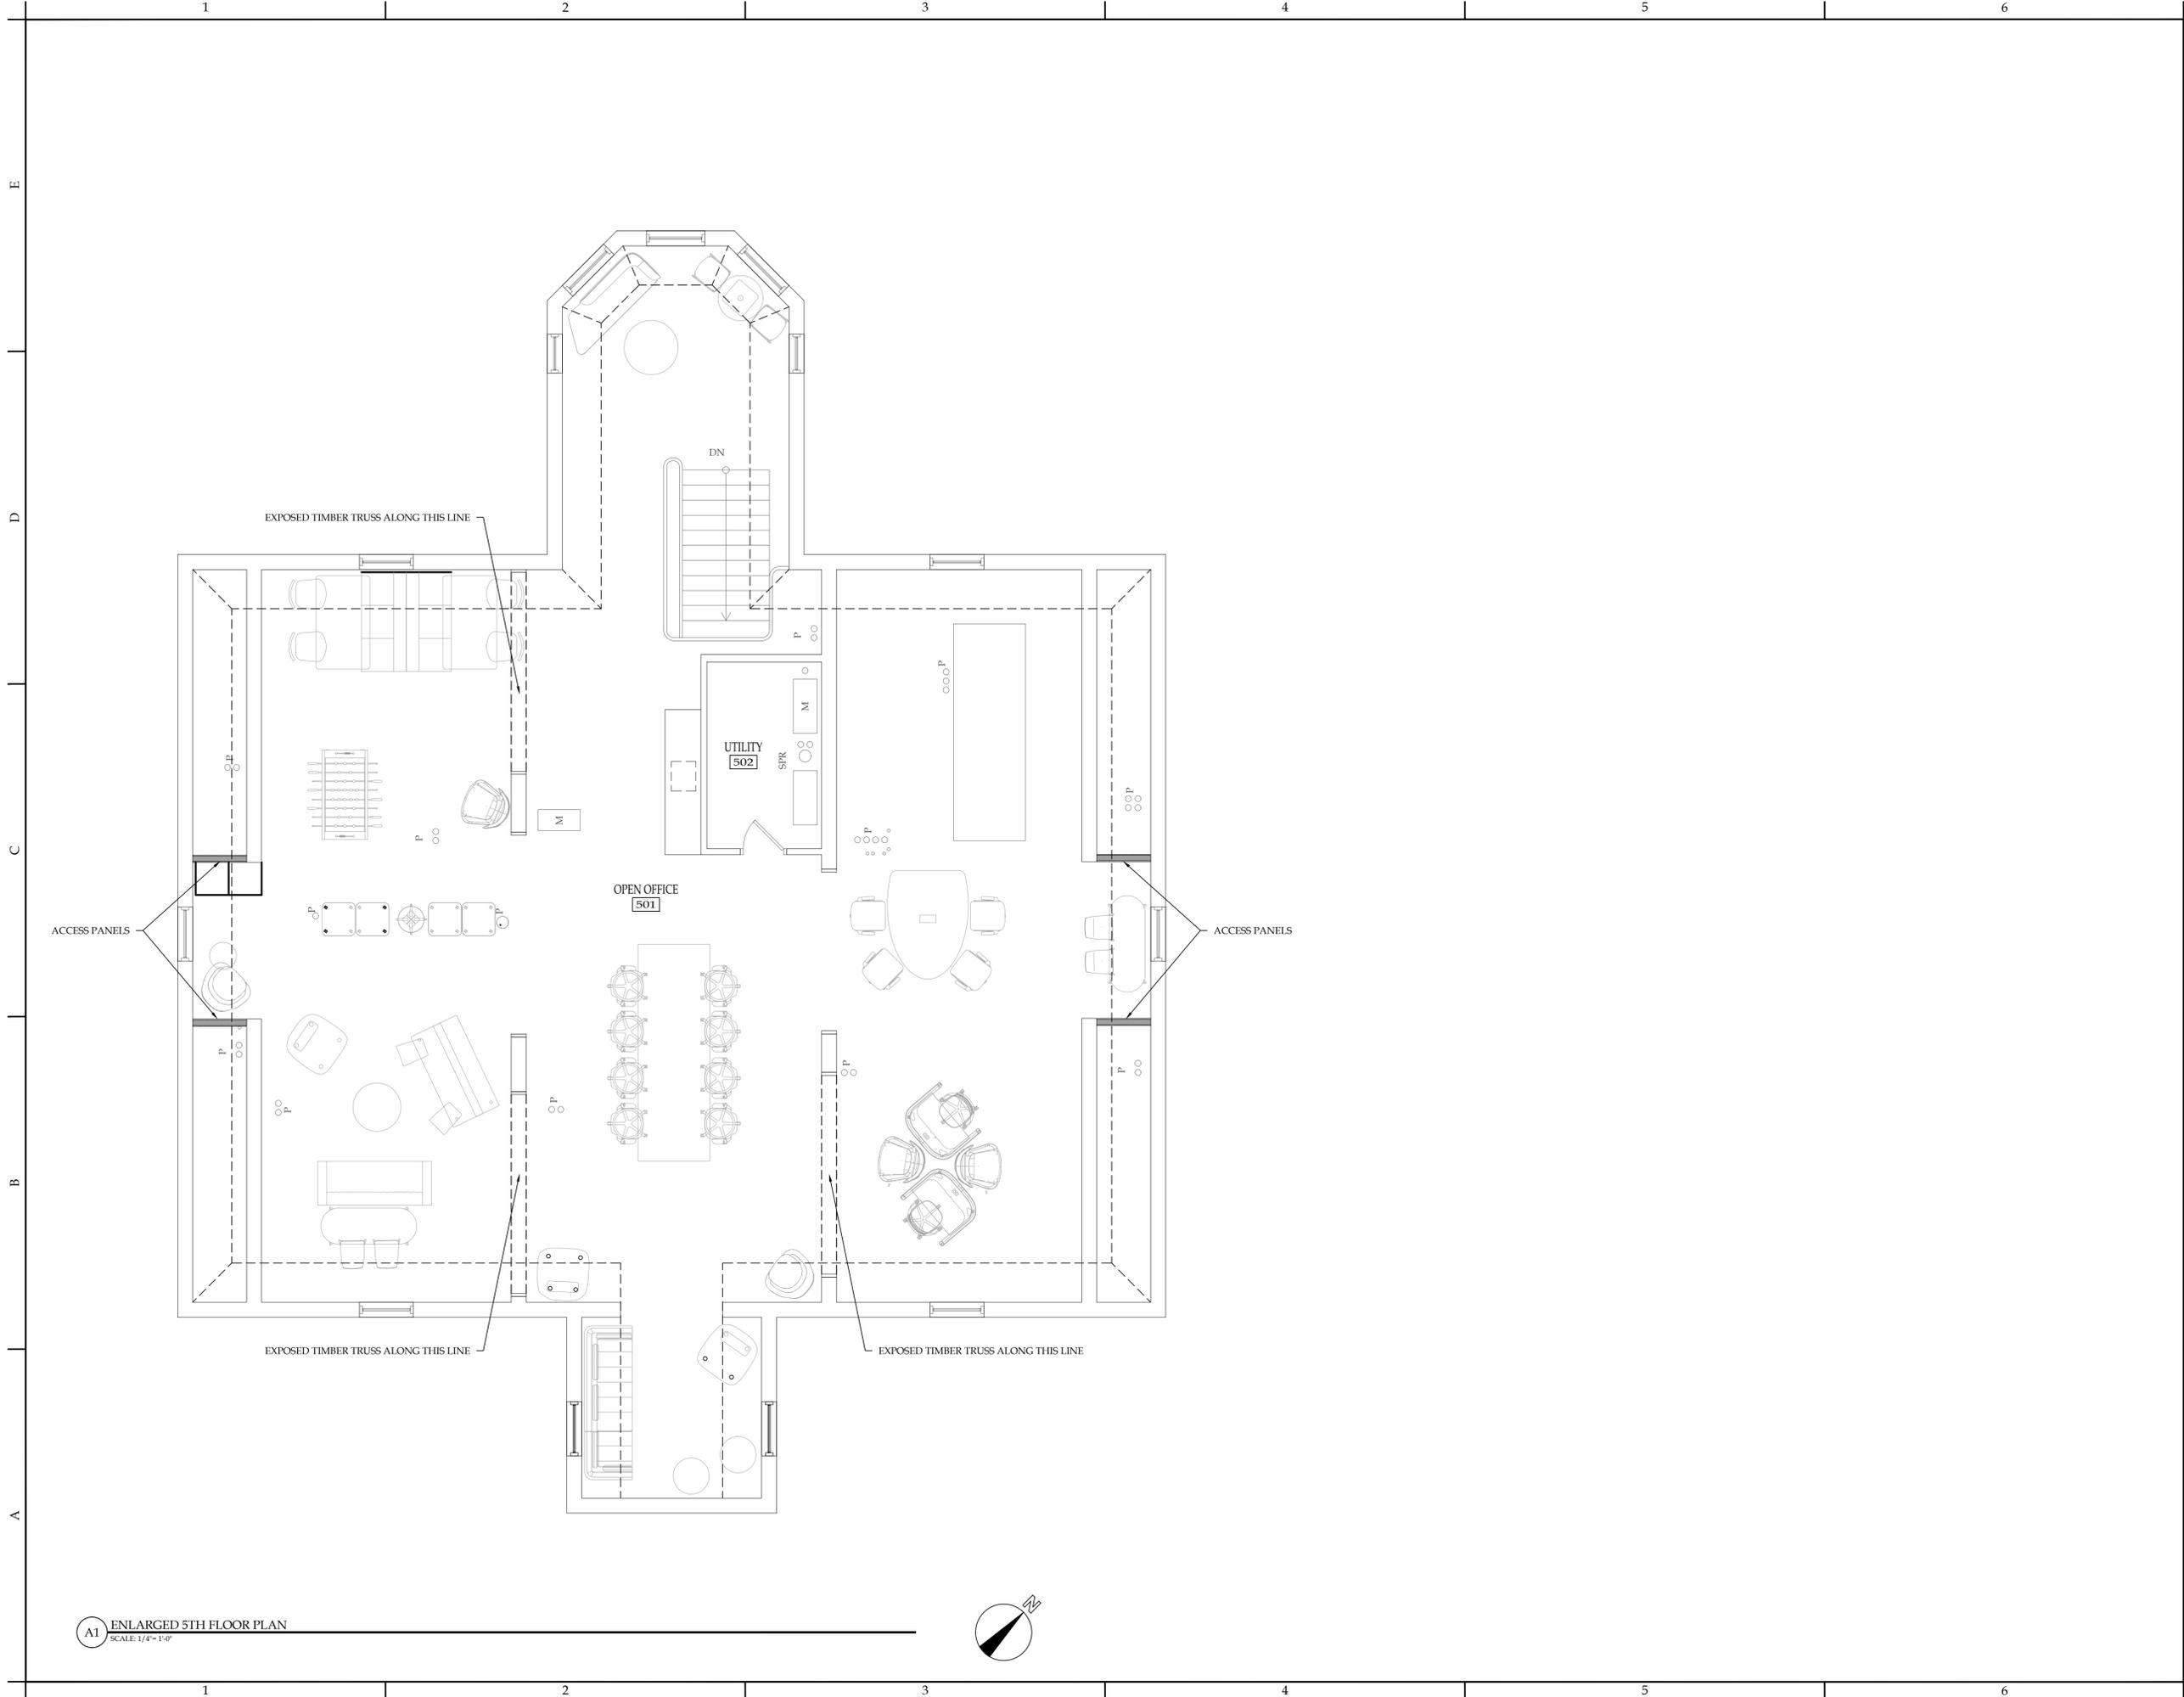 1 2 3 4 5 6
E
DN
D
EXPOSED TIMBER TRUSS ALONG THIS LINE
P
P
M
UTILITY
502
SPR
P
P
M
P
P
C
P
OPEN OFFICE
501
P
P
ACCESS PANELS
ACCESS PANELS
P
P
P
P
P
B
EXPOSED TIMBER TRUSS ALONG THIS LINE
EXPOSED TIMBER TRUSS ALONG THIS LINE
A
N
A1
ENLARGED 5TH FLOOR PLAN
SCALE: 1/4"= 1'-0"
1 2 3 4 5 6